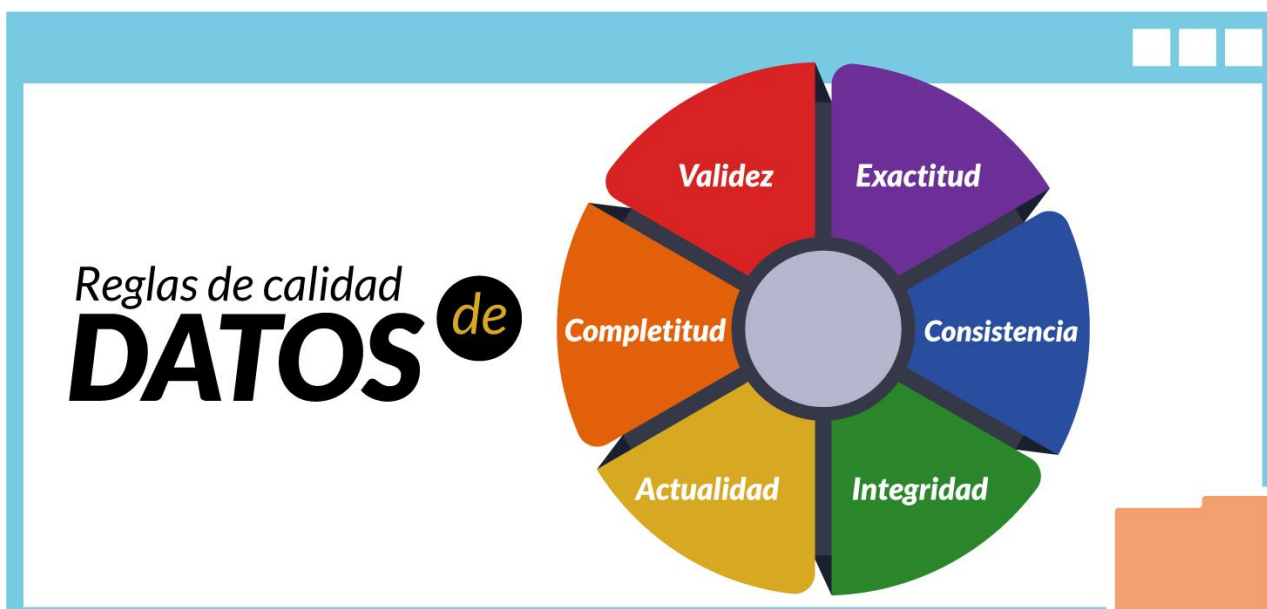 Reglas de calidad
de
DATOS
Validez
Exactitud
Completitud
Consistencia
Actualidad
Integridad